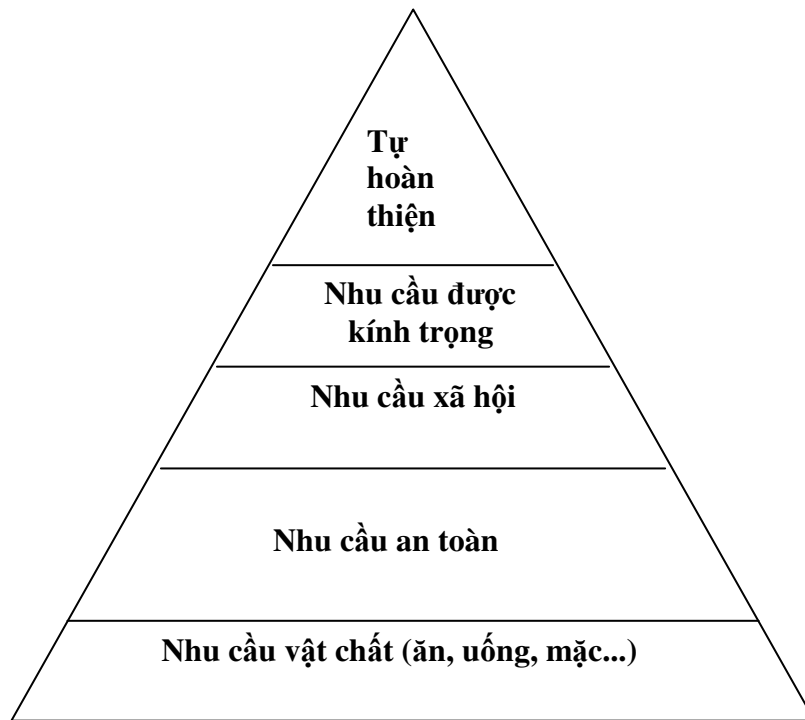 Tự
hoàn
thiện
Nhu cầu được
kính trọng
Nhu cầu xã hội
Nhu cầu an toàn
Nhu cầu vật chất (ăn, uống, mặc...)